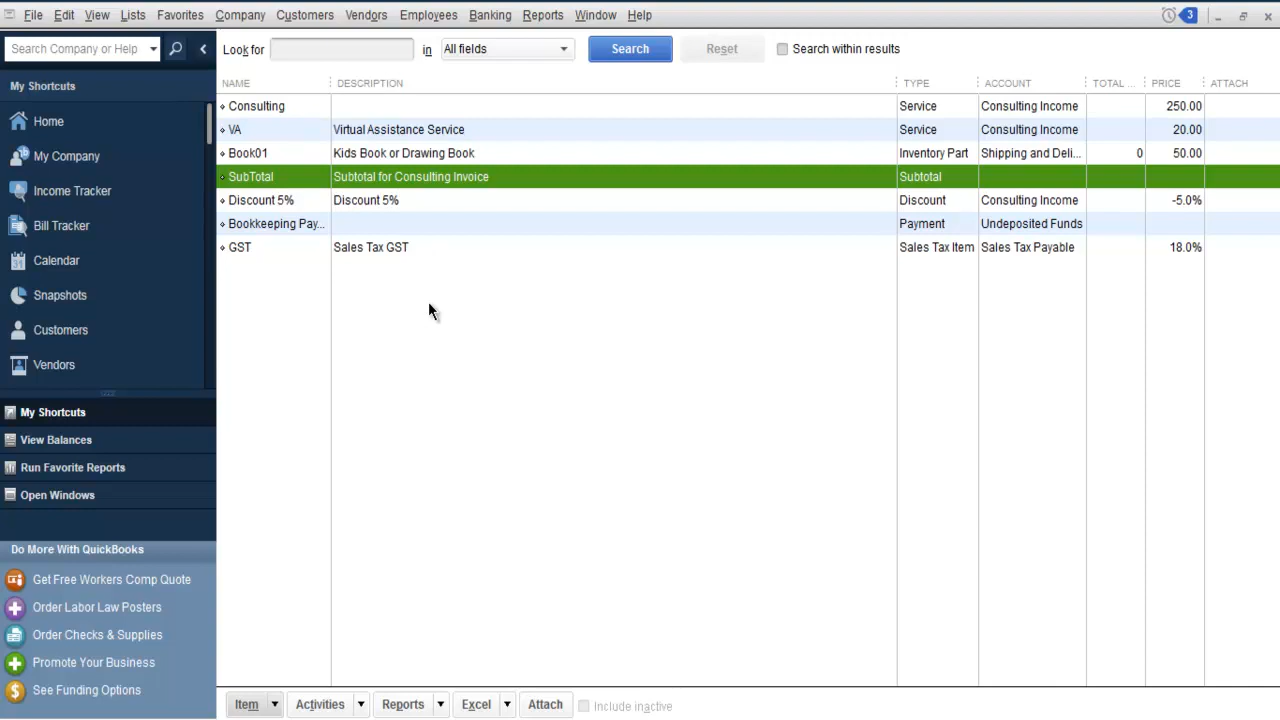 File Edit View Lists Favorites Company Customers Vendors Employees Banking Reports Window Help 3
Search Company or Help
Look for in All fields Search Reset Search within results
My Shortcuts
Home
My Company
Income Tracker
Bill Tracker
Calendar
31
Snapshots
Customers
Vendors
My Shortcuts
View Balances
Run Favorite Reports
Open Windows
Do More With QuickBooks
Get Free Workers Comp Quote
Order Labor Law Posters
Order Checks & Supplies
Promote Your Business
See Funding Options
NAME DESCRIPTION TYPE ACCOUNT TOTAL ... PRICE ATTACH
Consulting Service Consulting Income 250.00
VA Virtual Assistance Service Service Consulting Income 20.00
Book01 Kids Book or Drawing Book Inventory Part Shipping and Deli... 0 50.00
SubTotal Subtotal for Consulting Invoice Subtotal
Discount 5% Discount 5% Discount Consulting Income -5.0%
Bookkeeping Pay... Payment Undeposited Funds
GST Sales Tax GST Sales Tax Item Sales Tax Payable 18.0%
Item Activities Reports Excel Attach Include inactive